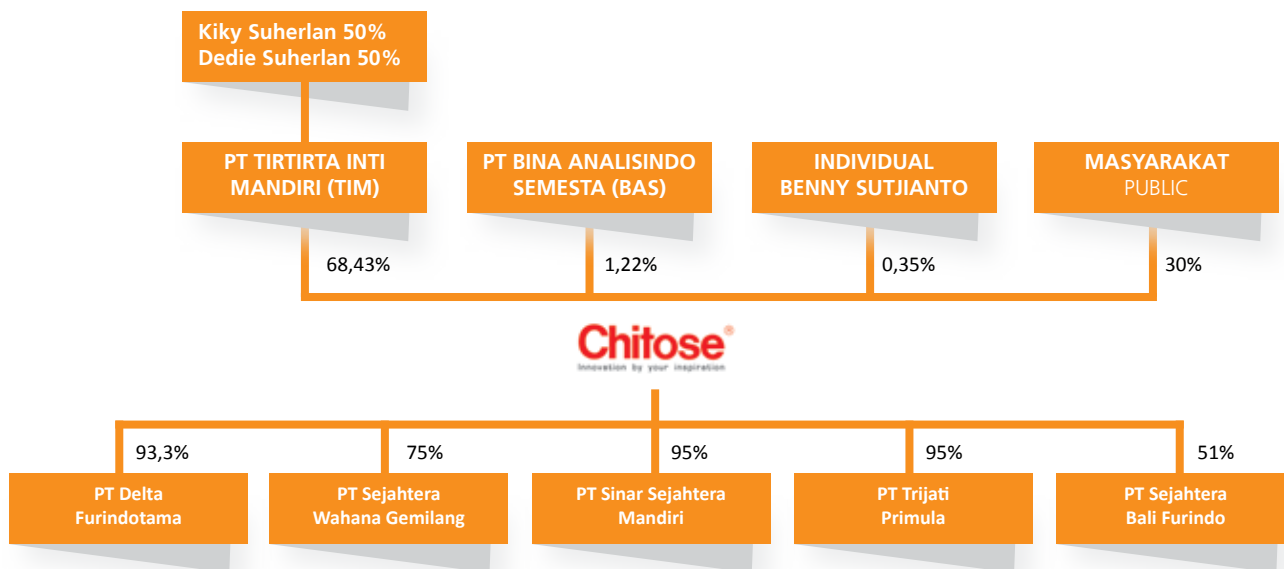 Kiky Suherlan 50%
Dedie Suherlan 50%
PT TIRTIRTA INTI
MANDIRI (TIM)
PT BINA ANALISINDO
SEMESTA (BAS)
INDIVIDUAL
BENNY SUTJIANTO
MASYARAKAT
PUBLIC
68,43%
1,22%
0,35%
30%
Chitose®
Innovation by your inspiration
93,3%
75%
95%
95%
51%
PT Delta
Furindotama
PT Sejahtera
Wahana Gemilang
PT Sinar Sejahtera
Mandiri
PT Trijati
Primula
PT Sejahtera
Bali Furindo